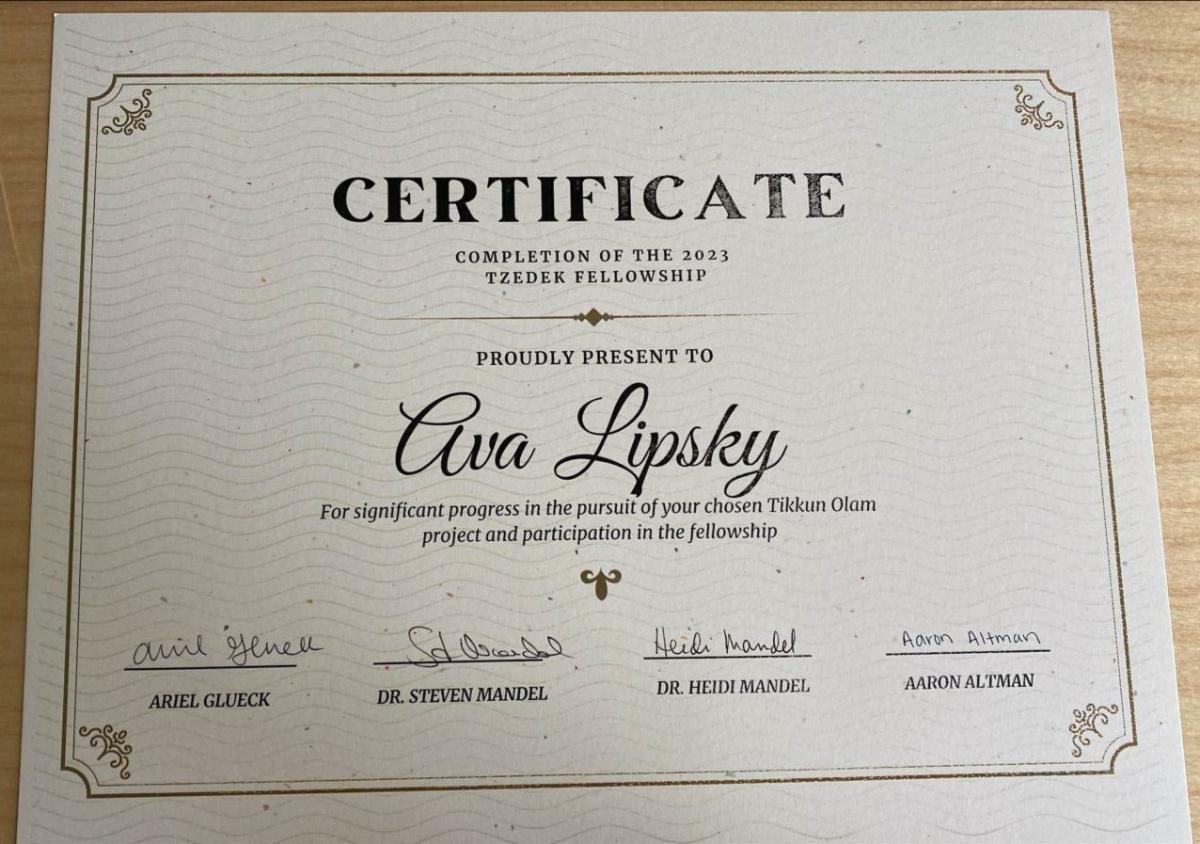 CERTIFICATE
COMPLETION OF THE 2023
TZEDEK FELLOWSHIP
PROUDLY PRESENT TO
Ava Lipsky
For significant progress in the pursuit of your chosen Tikkun Olam
project and participation in the fellowship
Heidi Mandel
Aaron Altman
ARIEL GLUECK
DR. STEVEN MANDEL
DR. HEIDI MANDEL
AARON ALTMAN